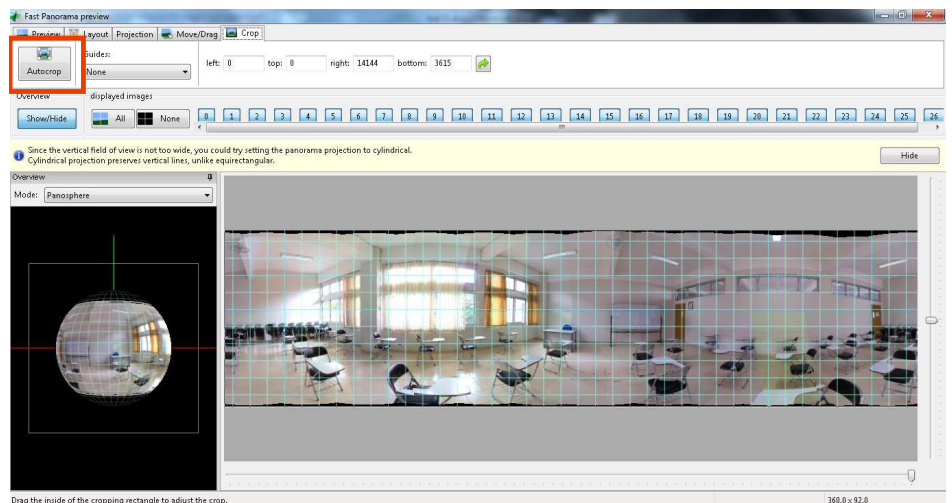 Fast Panorama preview
Preview Layout Projection Move/Drag Crop
Autocrop
Guides:
None
left: 0 top: 0 right: 14144 bottom: 3615
Overview displayed images
Show/Hide All None 0 1 2 3 4 5 6 7 8 9 10 11 12 13 14 15 16 17 18 19 20 21 22 23 24 25 26
Since the vertical field of view is not too wide, you could try setting the panorama projection to cylindrical.
Cylindrical projection preserves vertical lines, unlike equirectangular.
Hide
Overview
Mode: Panosphere
Drag the inside of the cropping rectangle to adjust the crop.
360.0 x 92.0